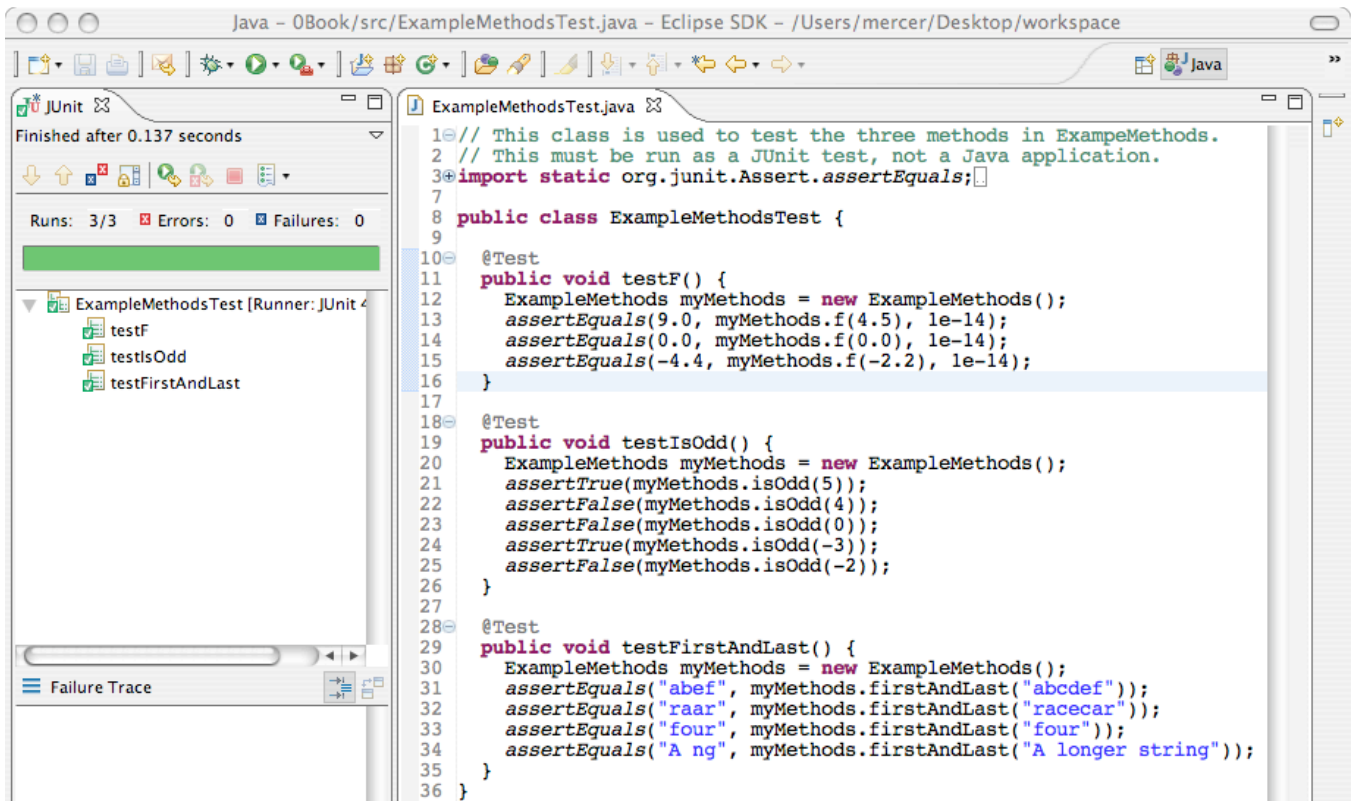 Java – 0Book/src/ExampleMethodsTest.java – Eclipse SDK – /Users/mercer/Desktop/workspace
Java
»
JUnit
Finished after 0.137 seconds
Runs: 3/3 Errors: 0 Failures: 0
ExampleMethodsTest [Runner: JUnit 4
testF
testIsOdd
testFirstAndLast
Failure Trace
ExampleMethodsTest.java
1 // This class is used to test the three methods in ExampeMethods.
2 // This must be run as a JUnit test, not a Java application.
3 import static org.junit.Assert.assertEquals;
7
8 public class ExampleMethodsTest {
9
10 @Test
11 public void testF() {
12 ExampleMethods myMethods = new ExampleMethods();
13 assertEquals(9.0, myMethods.f(4.5), 1e-14);
14 assertEquals(0.0, myMethods.f(0.0), 1e-14);
15 assertEquals(-4.4, myMethods.f(-2.2), 1e-14);
16 }
17
18 @Test
19 public void testIsOdd() {
20 ExampleMethods myMethods = new ExampleMethods();
21 assertTrue(myMethods.isOdd(5));
22 assertFalse(myMethods.isOdd(4));
23 assertFalse(myMethods.isOdd(0));
24 assertTrue(myMethods.isOdd(-3));
25 assertFalse(myMethods.isOdd(-2));
26 }
27
28 @Test
29 public void testFirstAndLast() {
30 ExampleMethods myMethods = new ExampleMethods();
31 assertEquals("abef", myMethods.firstAndLast("abcdef"));
32 assertEquals("raar", myMethods.firstAndLast("racecar"));
33 assertEquals("four", myMethods.firstAndLast("four"));
34 assertEquals("A ng", myMethods.firstAndLast("A longer string"));
35 }
36 }